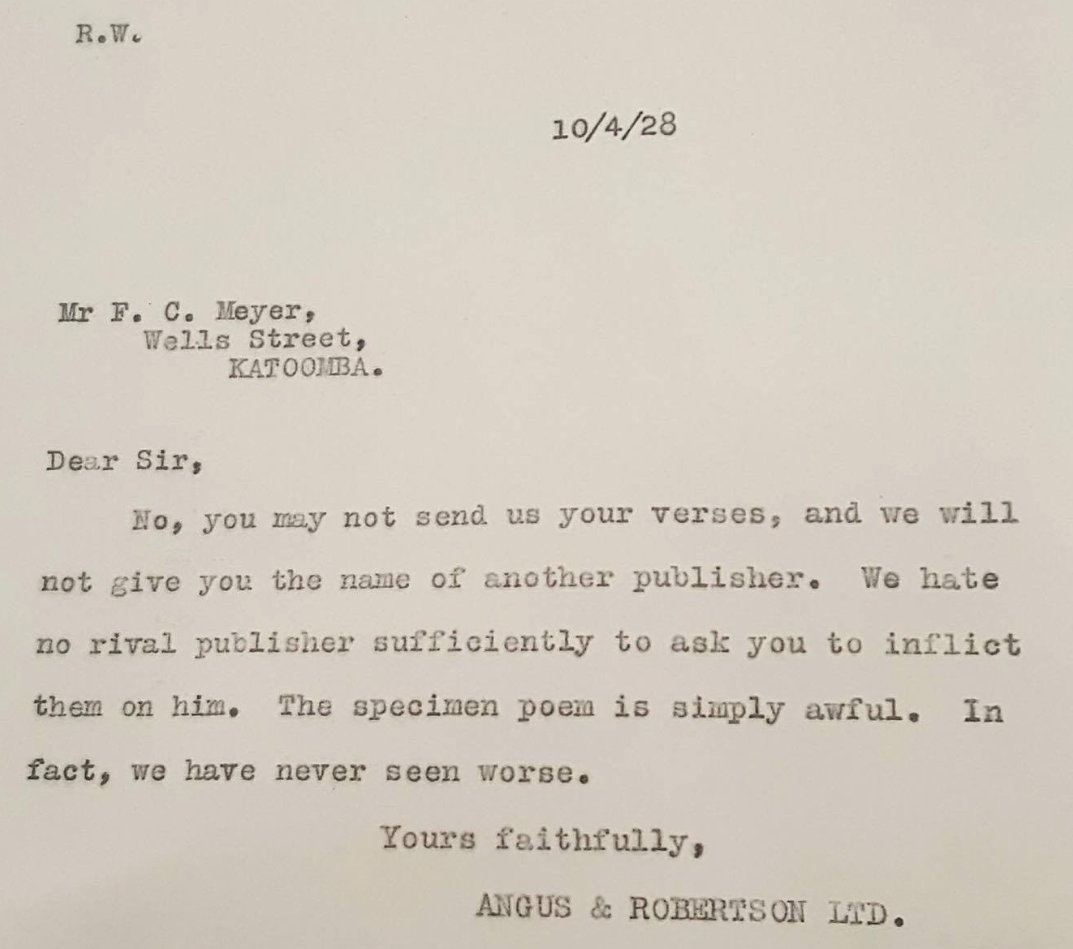 R.W.
10/4/28
Mr F. C. Meyer,
Wells Street,
KATOOMBA.
Dear Sir,
No, you may not send us your verses, and we will
not give you the name of another publisher. We hate
no rival publisher sufficiently to ask you to inflict
them on him. The specimen poem is simply awful. In
fact, we have never seen worse.
Yours faithfully,
ANGUS & ROBERTSON LTD.